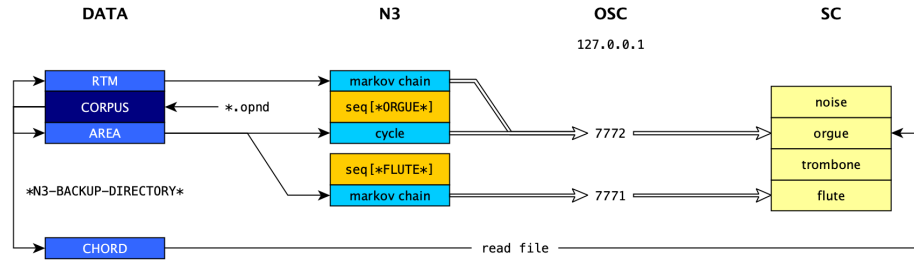 DATA N3 OSC SC
127.0.0.1
RTM markov chain
CORPUS *.opnd seq[*ORGUE*] noise
AREA cycle 7772 orgue
seq[*FLUTE*] trombone
*N3-BACKUP-DIRECTORY* markov chain 7771 flute
CHORD read file